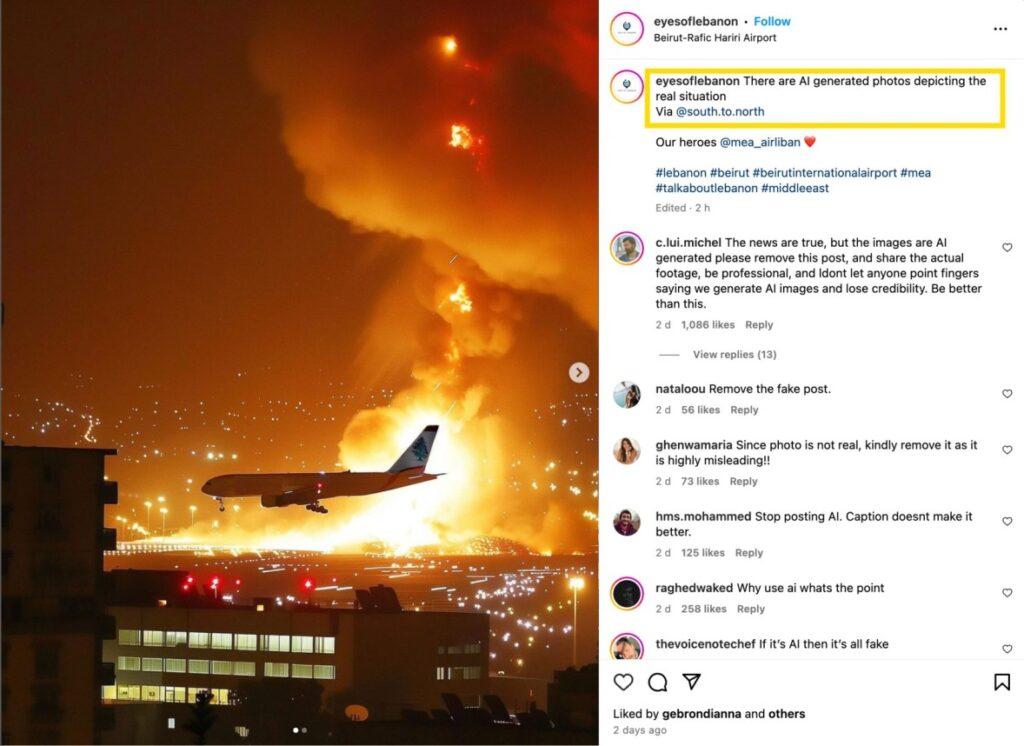 eyesoflebanon • Follow
Beirut-Rafic Hariri Airport
eyesoflebanon There are AI generated photos depicting the
real situation
Via @south.to.north
Our heroes @mea_airliban ❤️
#lebanon #beirut #beirutinternationalairport #mea
#talkaboutlebanon #middleeast
Edited · 2 h
c.lui.michel The news are true, but the images are AI
generated please remove this post, and share the actual
footage, be professional, and Idont let anyone point fingers
saying we generate AI images and lose credibility. Be better
than this.
2 d 1,086 likes Reply
View replies (13)
nataloou Remove the fake post.
2 d 56 likes Reply
ghenwamaria Since photo is not real, kindly remove it as it
is highly misleading!!
2 d 73 likes Reply
hms.mohammed Stop posting AI. Caption doesnt make it
better.
2 d 125 likes Reply
raghedwaked Why use ai whats the point
2 d 258 likes Reply
thevoicenotechef If it's AI then it's all fake
Liked by gebrondianna and others
2 days ago